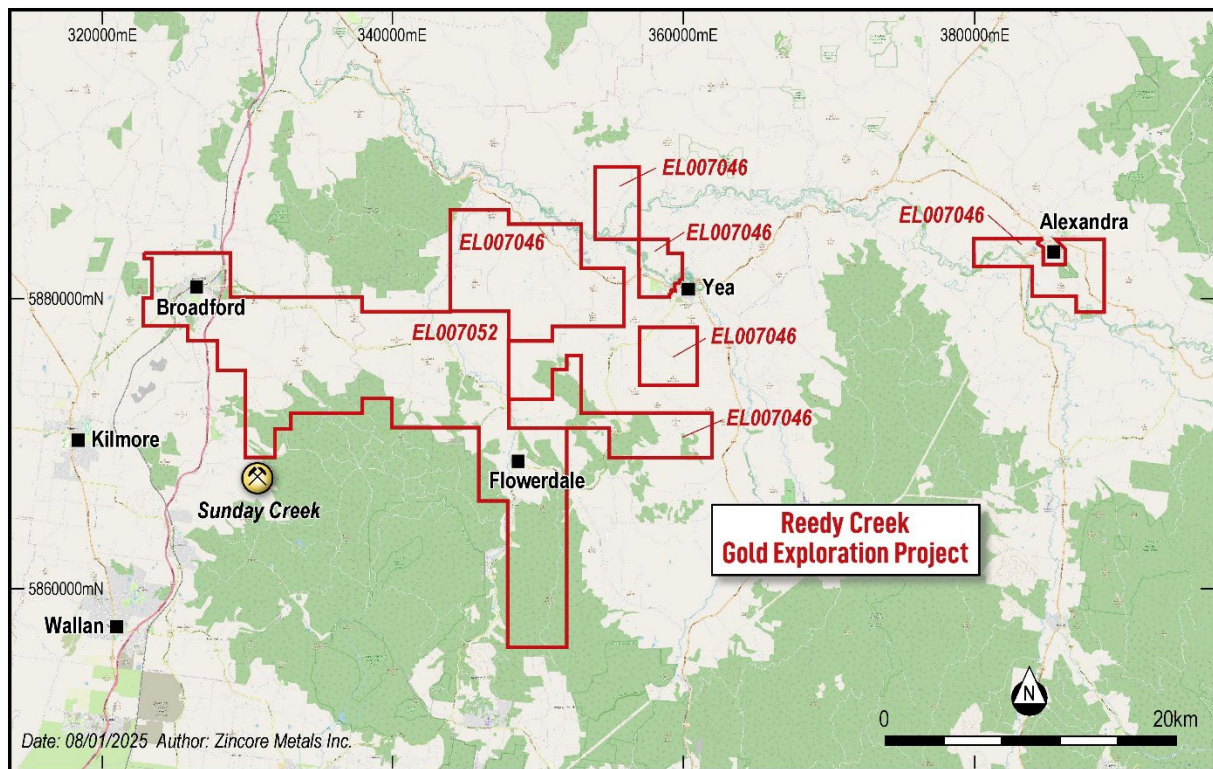 320000mE
340000mE
360000mE
380000mE
EL007046
EL007046
EL007046
EL007046
Alexandra
5880000mN
Broadford
Yea
EL007052
EL007046
EL007046
Kilmore
Flowerdale
Sunday Creek
Reedy Creek
Gold Exploration Project
5860000mN
Wallan
N
0
20km
Date: 08/01/2025 Author: Zincore Metals Inc.